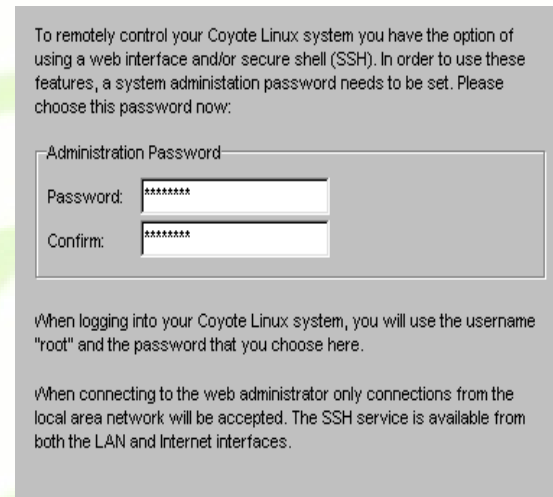 To remotely control your Coyote Linux system you have the option of
using a web interface and/or secure shell (SSH). In order to use these
features, a system administation password needs to be set. Please
choose this password now:
Administration Password
Password: ********
Confirm: ********
When logging into your Coyote Linux system, you will use the username
"root" and the password that you choose here.
When connecting to the web administrator only connections from the
local area network will be accepted. The SSH service is available from
both the LAN and Internet interfaces.